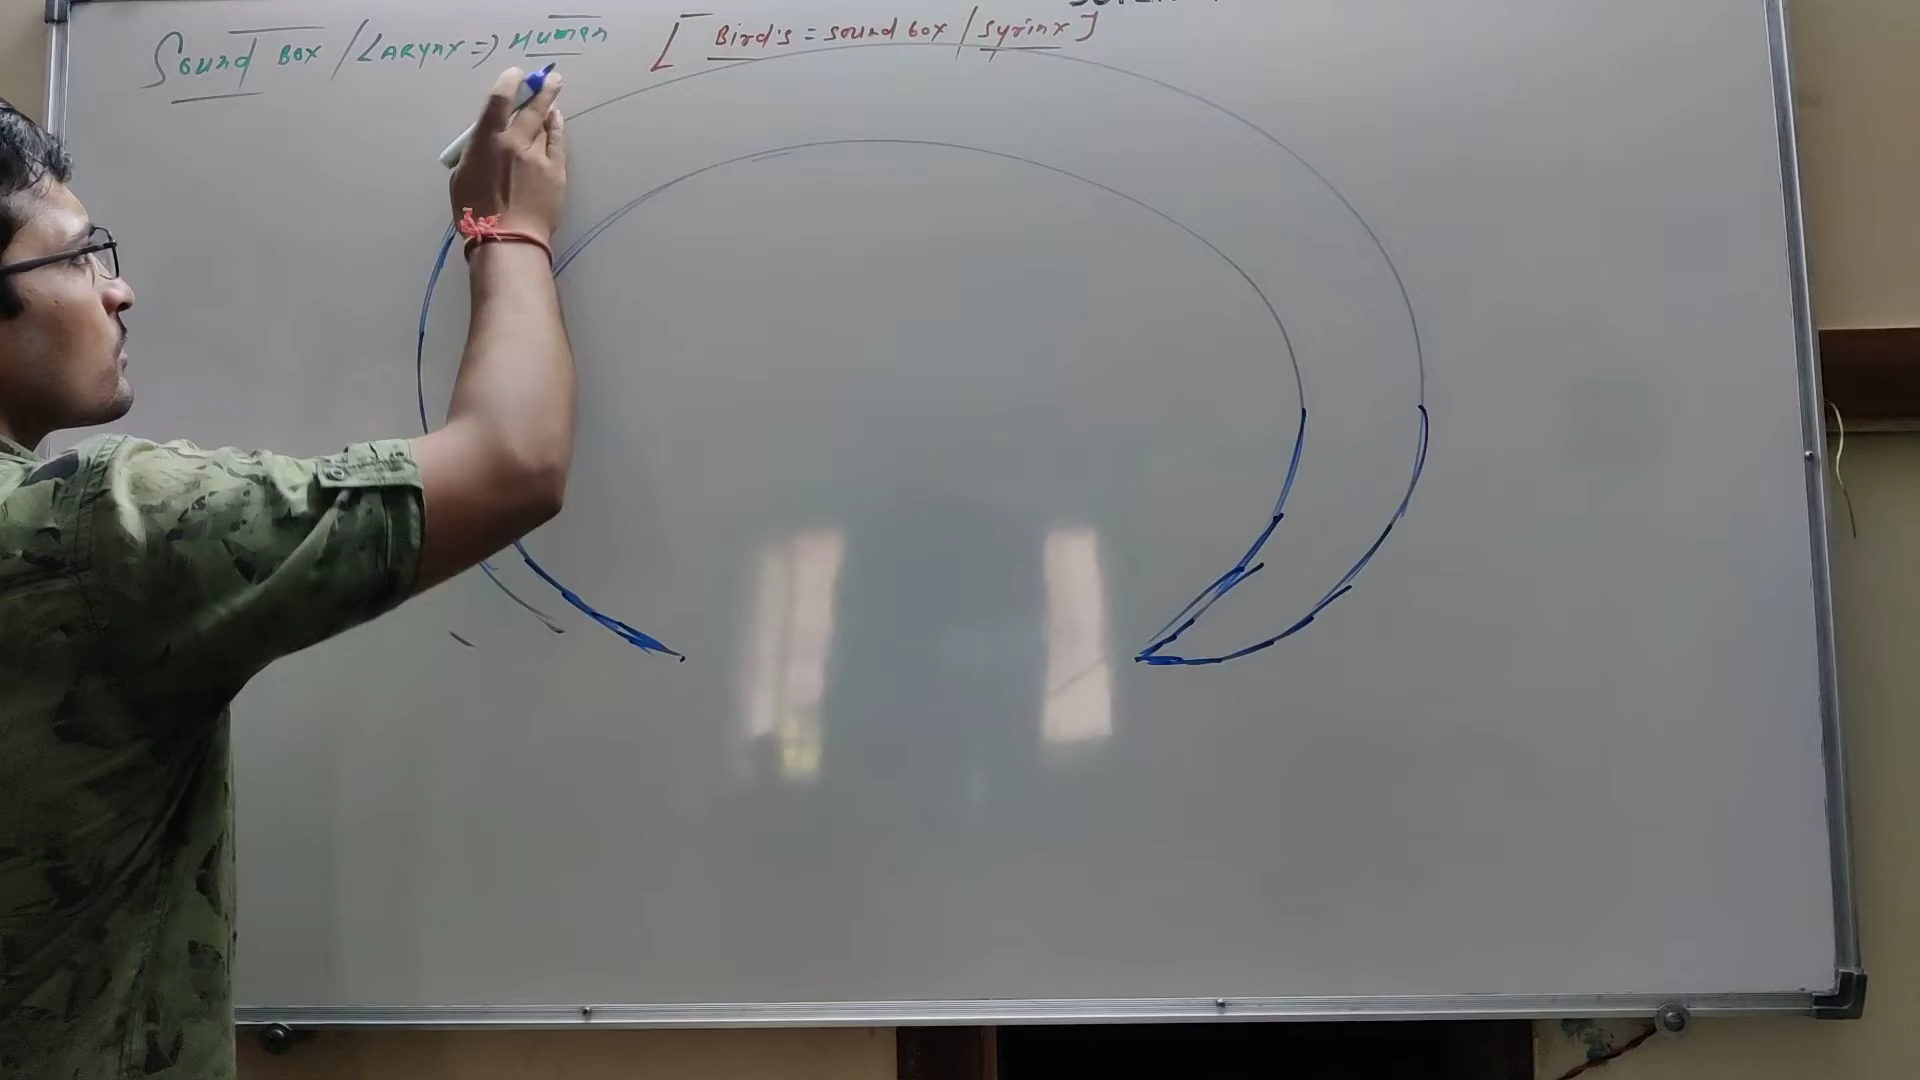 Sound Box / LARynx => Human [ Bird's = sound box / Syrinx ]